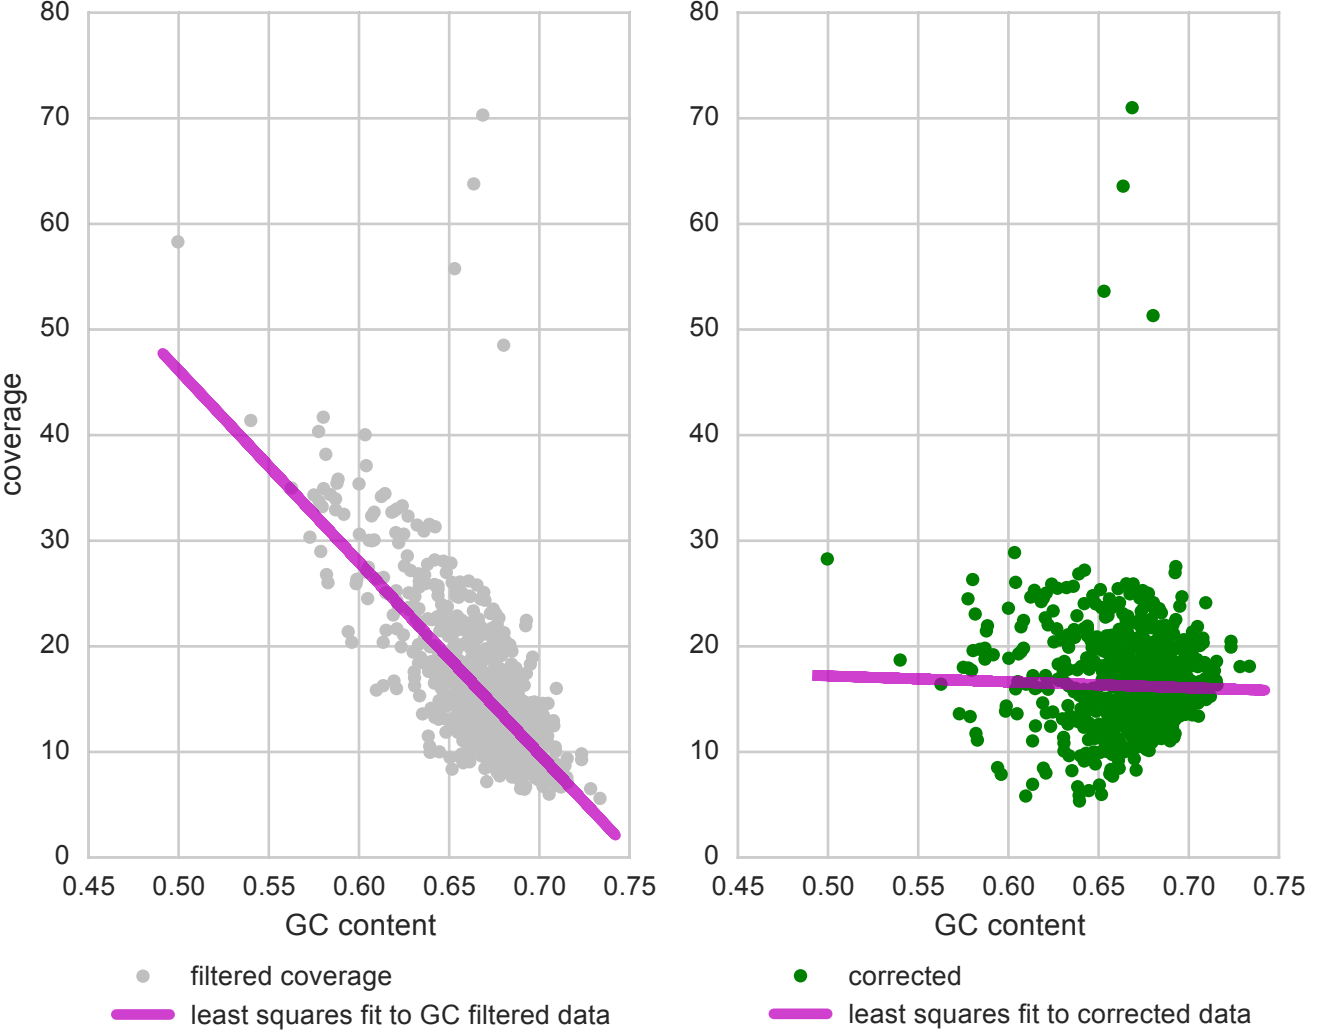 80
70
60
50
40
30
20
10
0
coverage
0.45 0.50 0.55 0.60 0.65 0.70 0.75
GC content
filtered coverage
least squares fit to GC filtered data
80
70
60
50
40
30
20
10
0
0.45 0.50 0.55 0.60 0.65 0.70 0.75
GC content
corrected
least squares fit to corrected data